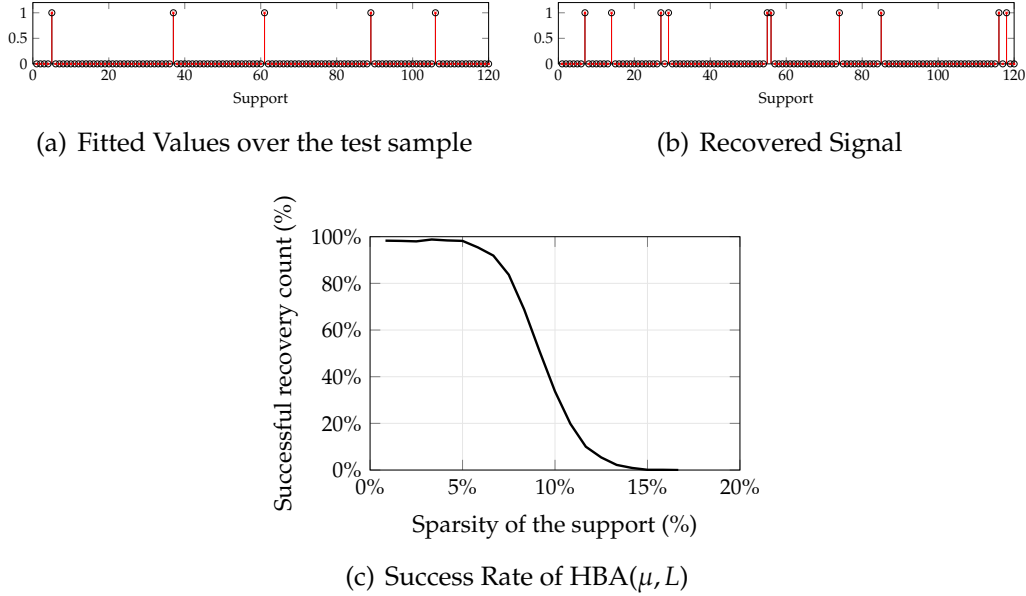 1
0.5
0
0 20 40 60 80 100 120
Support
(a) Fitted Values over the test sample
1
0.5
0
0 20 40 60 80 100 120
Support
(b) Recovered Signal
Successful recovery count (%)
100%
80%
60%
40%
20%
0%
0% 5% 10% 15% 20%
Sparsity of the support (%)
(c) Success Rate of HBA(μ, L)